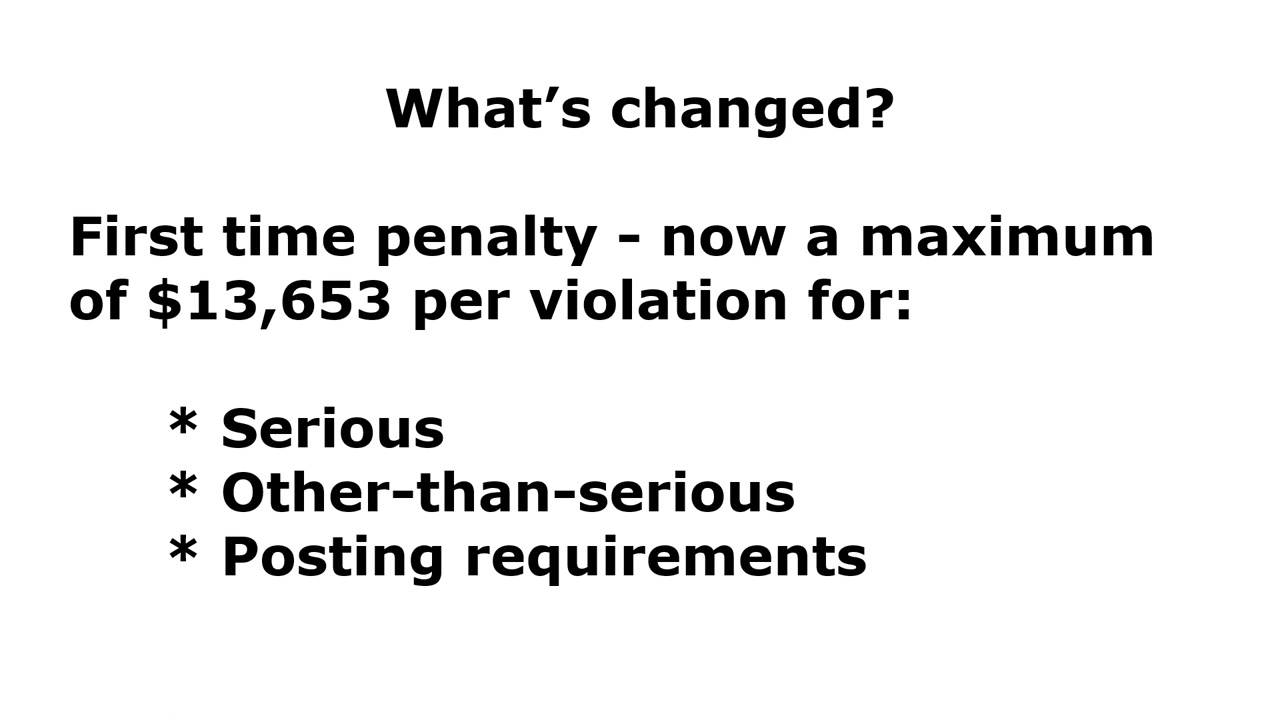 What’s changed?
First time penalty - now a maximum
of $13,653 per violation for:
* Serious
* Other-than-serious
* Posting requirements